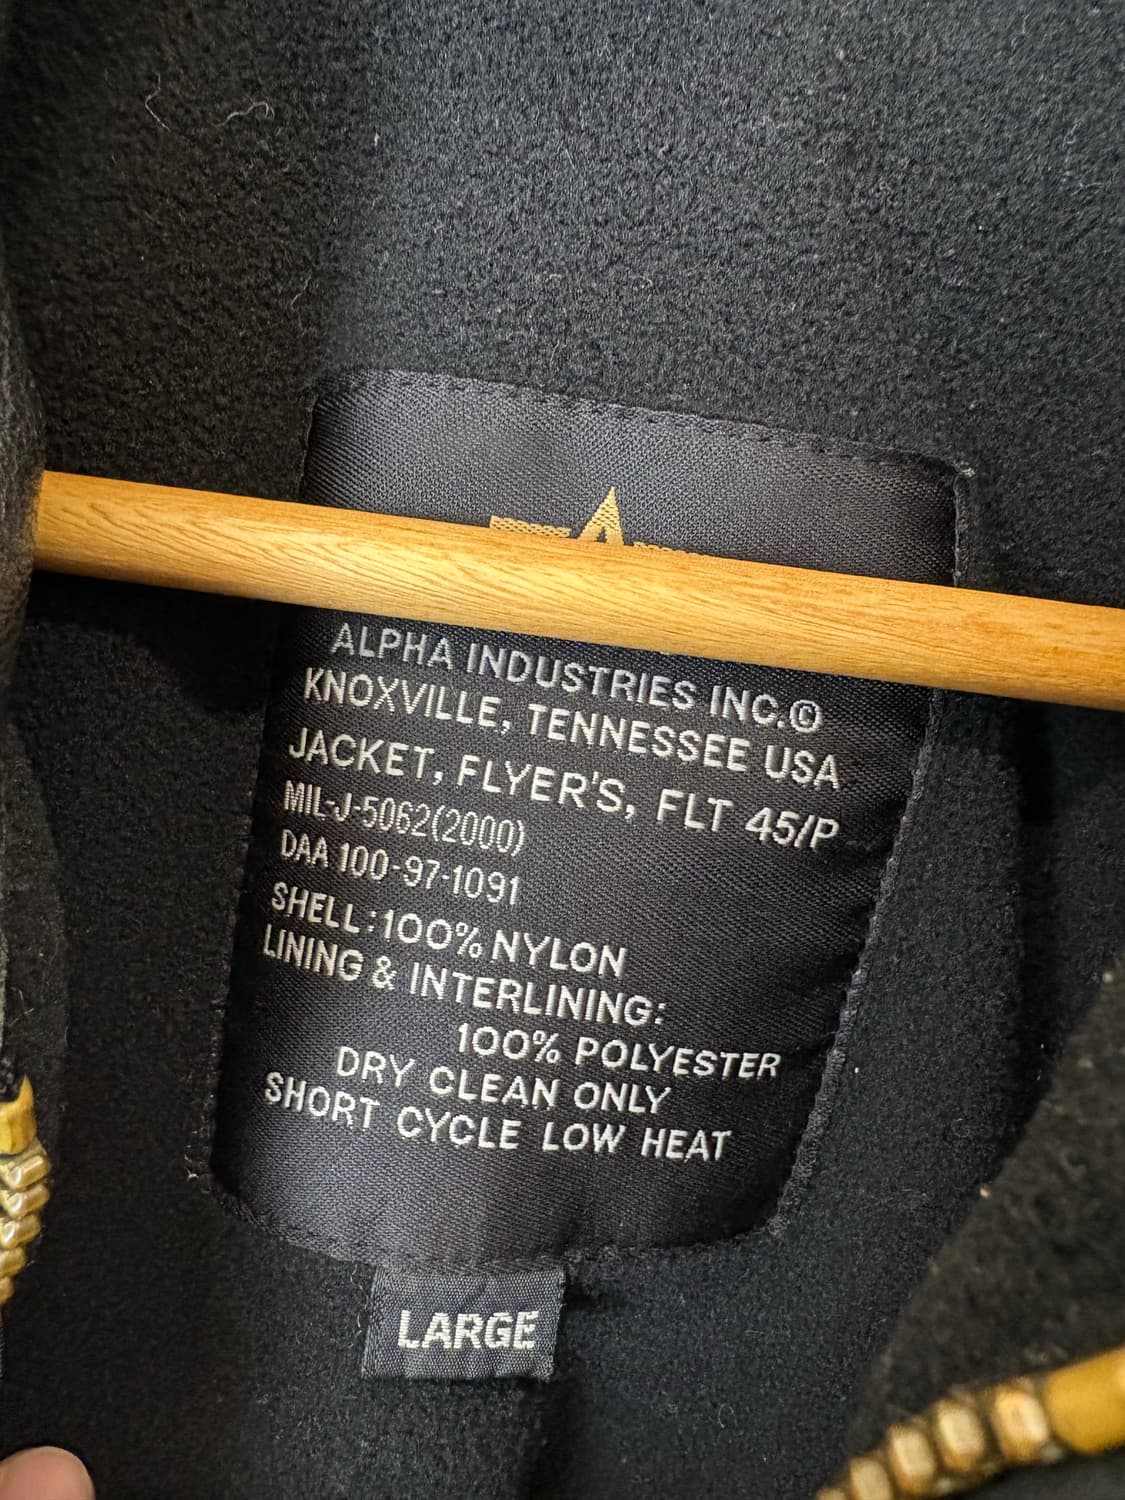 ALPHA INDUSTRIES INC.©
KNOXVILLE, TENNESSEE USA
JACKET, FLYER'S, FLT 45/P
MIL-J-5062(2000)
DAA 100-97-1091
SHELL:100% NYLON
LINING & INTERLINING:
100% POLYESTER
DRY CLEAN ONLY
SHORT CYCLE LOW HEAT
LARGE